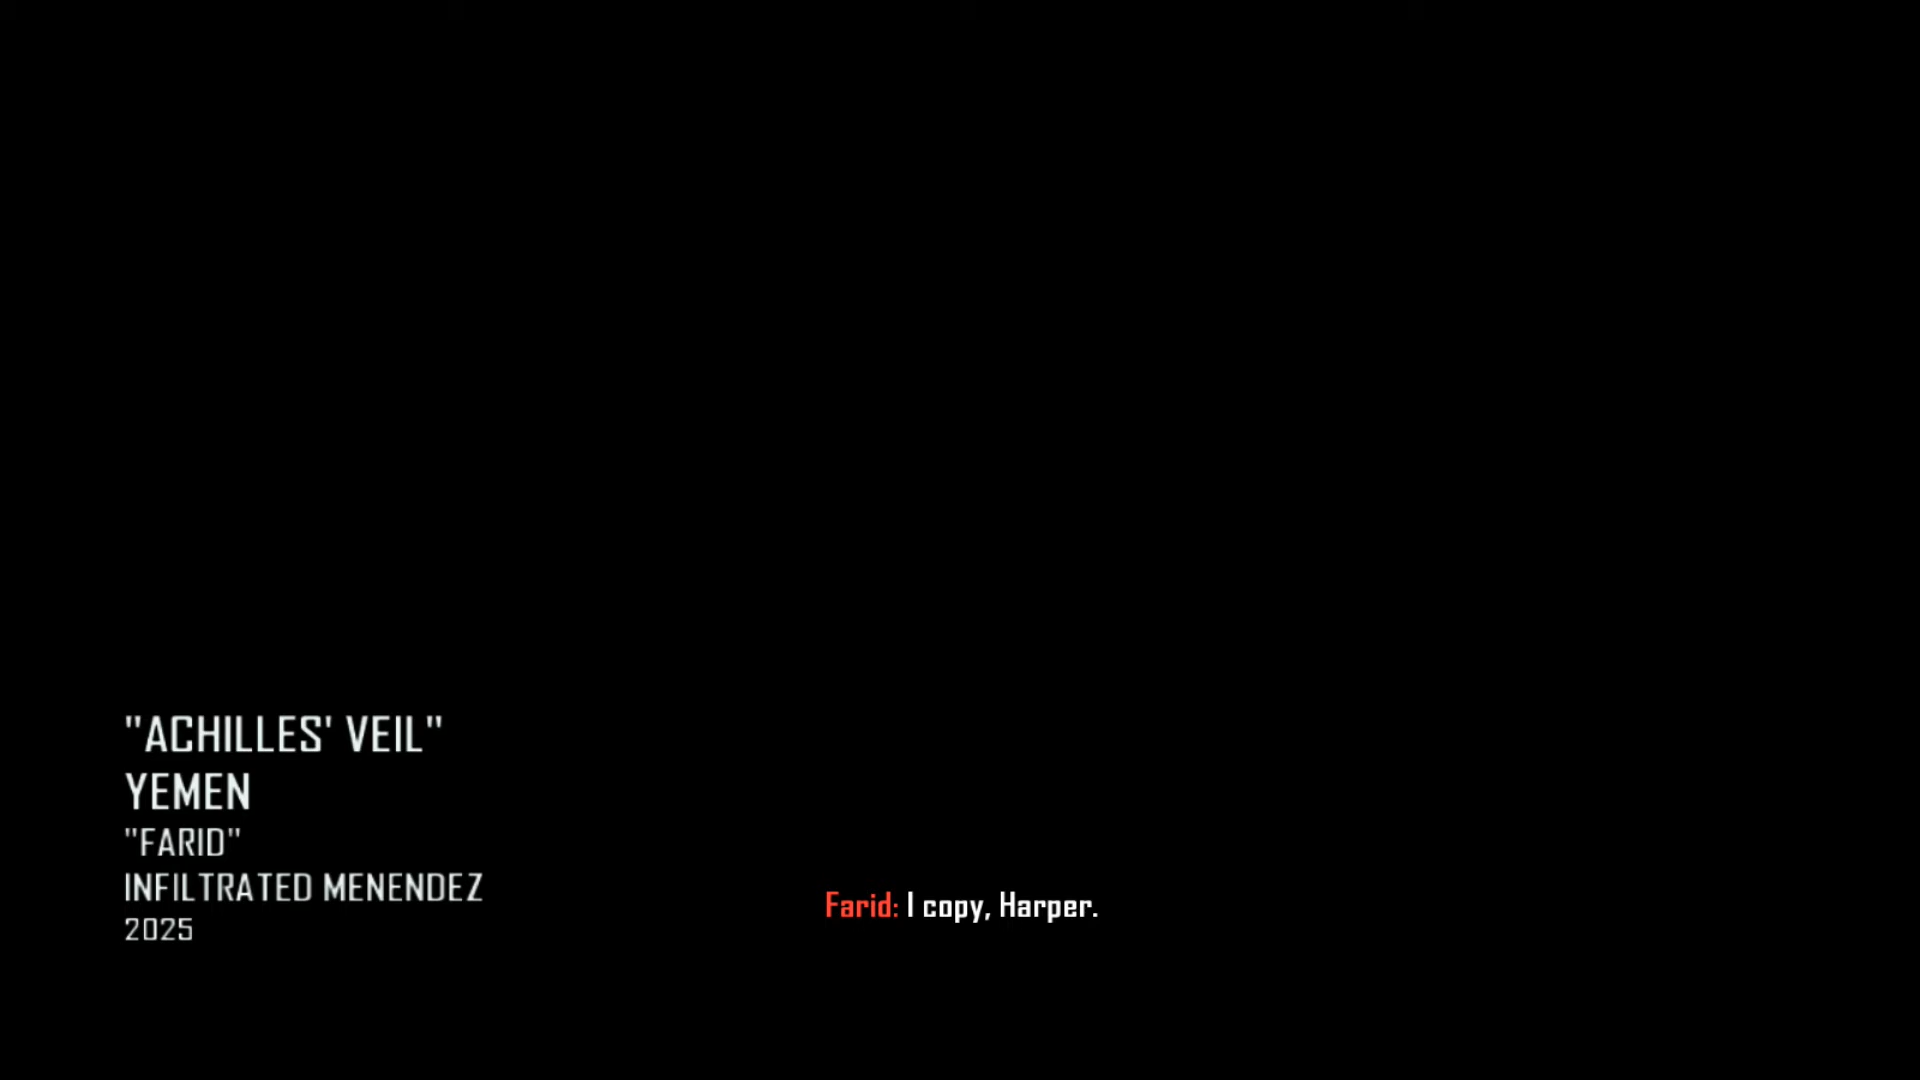 "ACHILLES' VEIL"
YEMEN
"FARID"
INFILTRATED MENENDEZ
2025
Farid: I copy, Harper.